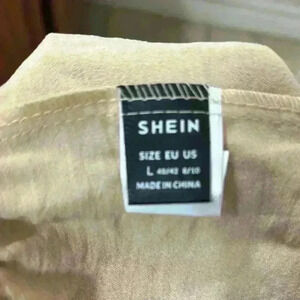 SHEIN
SIZE EU US
L 40/42 8/10
MADE IN CHINA